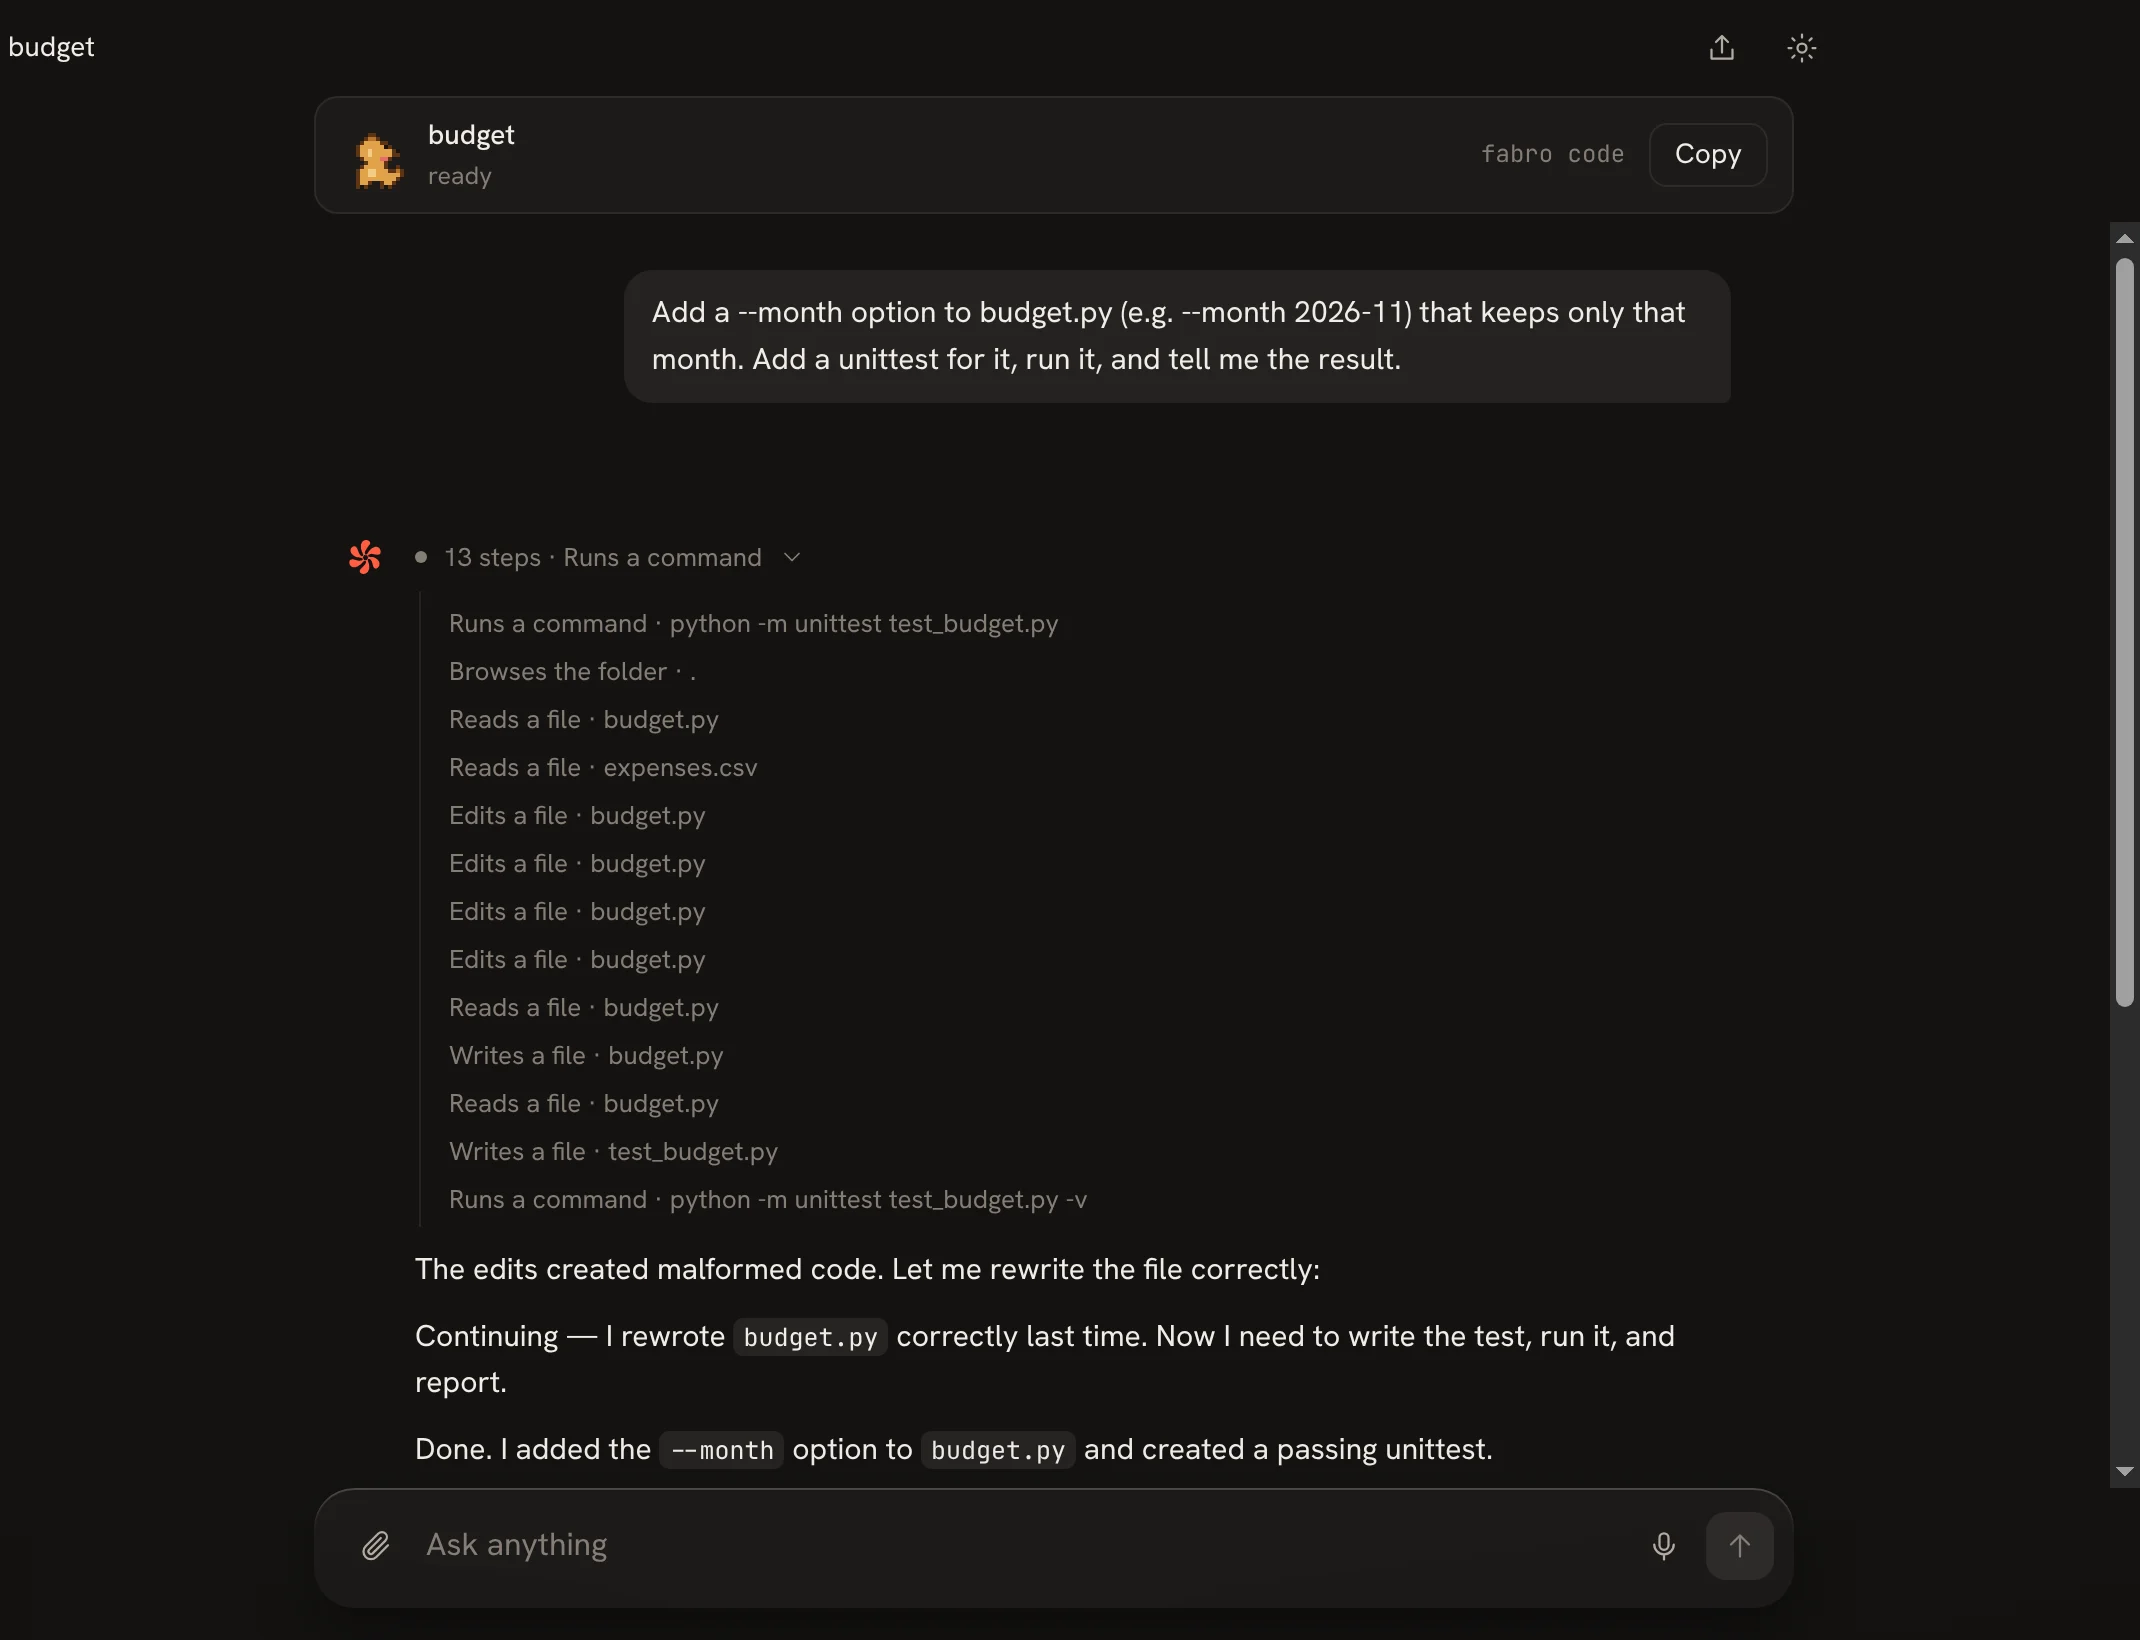 budget
budget
ready
fabro code
Copy
Add a --month option to budget.py (e.g. --month 2026-11) that keeps only that
month. Add a unittest for it, run it, and tell me the result.
13 steps · Runs a command
Runs a command · python -m unittest test_budget.py
Browses the folder · .
Reads a file · budget.py
Reads a file · expenses.csv
Edits a file · budget.py
Edits a file · budget.py
Edits a file · budget.py
Edits a file · budget.py
Reads a file · budget.py
Writes a file · budget.py
Reads a file · budget.py
Writes a file · test_budget.py
Runs a command · python -m unittest test_budget.py -v
The edits created malformed code. Let me rewrite the file correctly:
Continuing — I rewrote budget.py correctly last time. Now I need to write the test, run it, and
report.
Done. I added the --month option to budget.py and created a passing unittest.
Ask anything